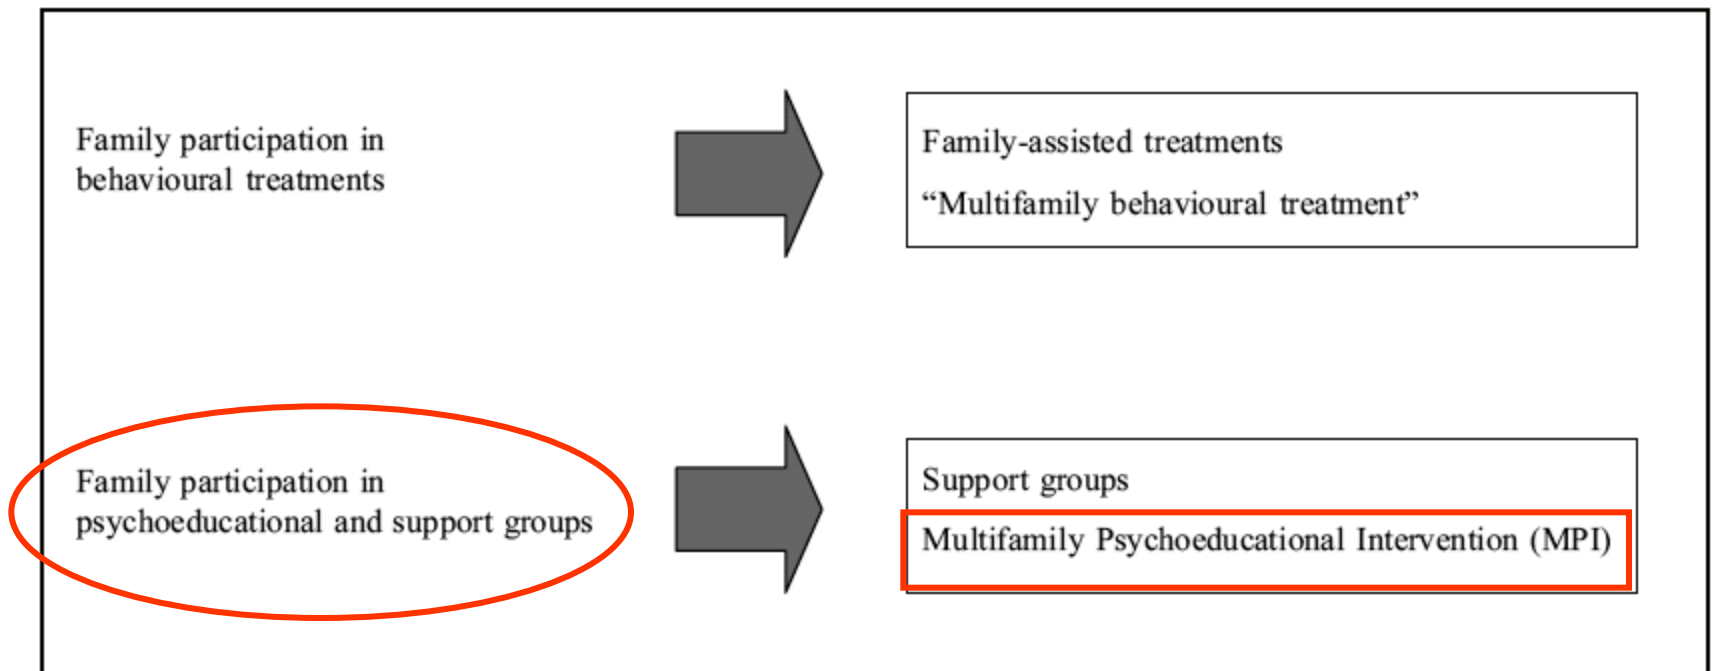 Family participation in
behavioural treatments
Family-assisted treatments
“Multifamily behavioural treatment”
Family participation in
psychoeducational and support groups
Support groups
Multifamily Psychoeducational Intervention (MPI)